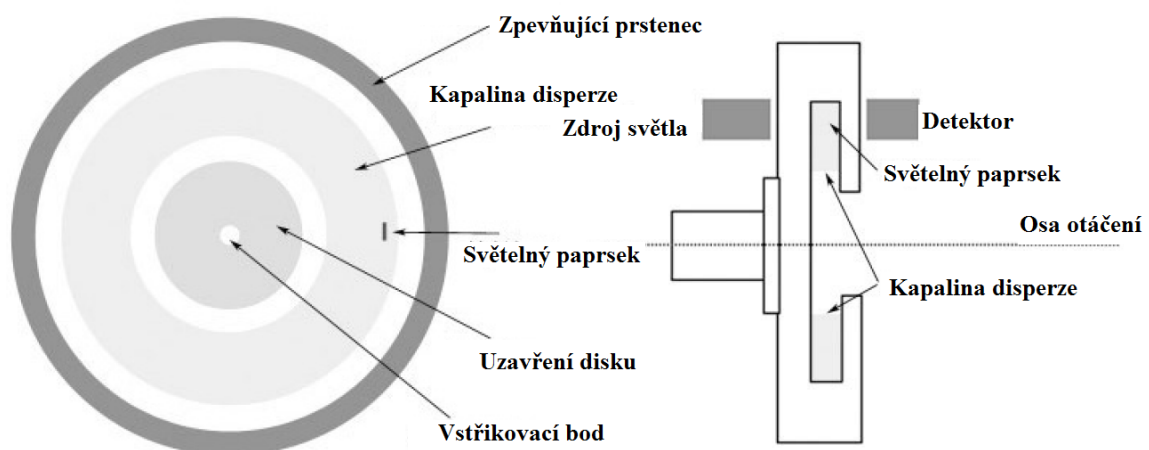 Zpevňující prstenec
Kapalina disperze
Zdroj světla
Detektor
Světelný paprsek
Osa otáčení
Světelný paprsek
Kapalina disperze
Uzavření disku
Vstřikovací bod